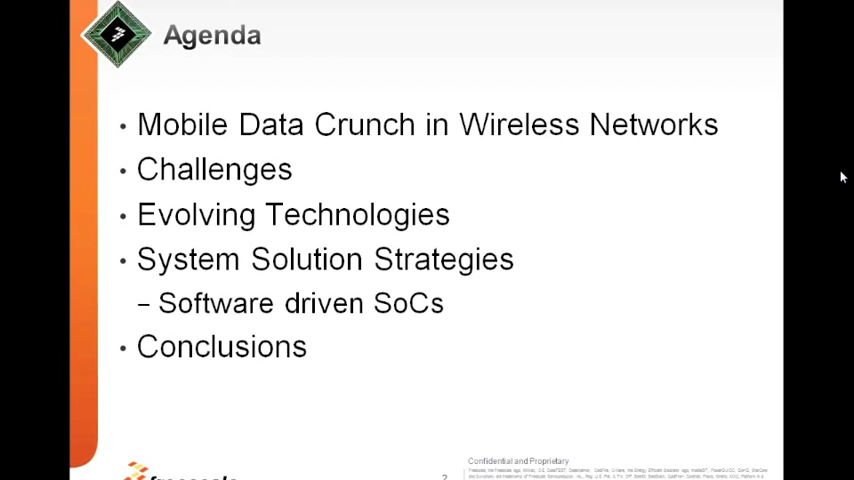 Agenda
• Mobile Data Crunch in Wireless Networks
• Challenges
• Evolving Technologies
• System Solution Strategies
– Software driven SoCs
• Conclusions
Confidential and Proprietary
2